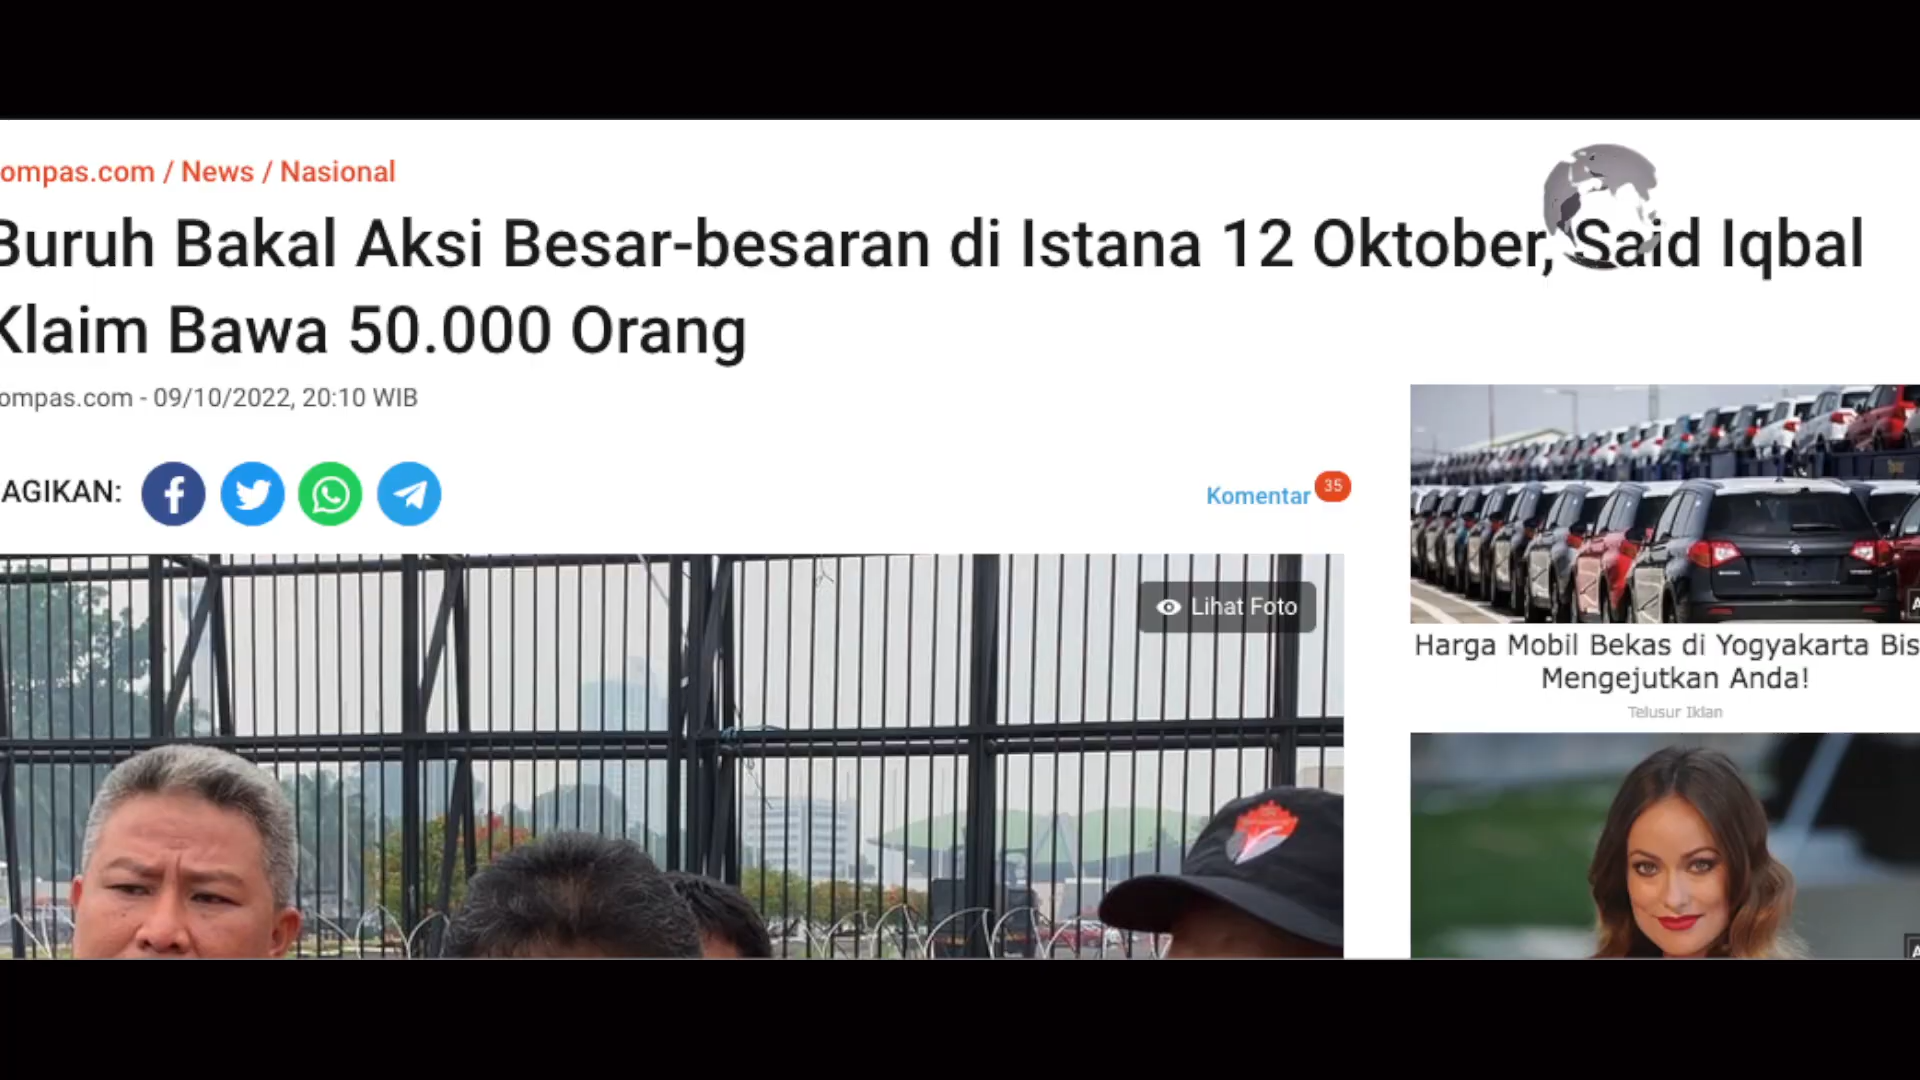 ompas.com / News / Nasional
Buruh Bakal Aksi Besar-besaran di Istana 12 Oktober, Said Iqbal
Klaim Bawa 50.000 Orang
ompas.com - 09/10/2022, 20:10 WIB
AGIKAN:
Komentar 35
Lihat Foto
Harga Mobil Bekas di Yogyakarta Bis
Mengejutkan Anda!
Telusur Iklan